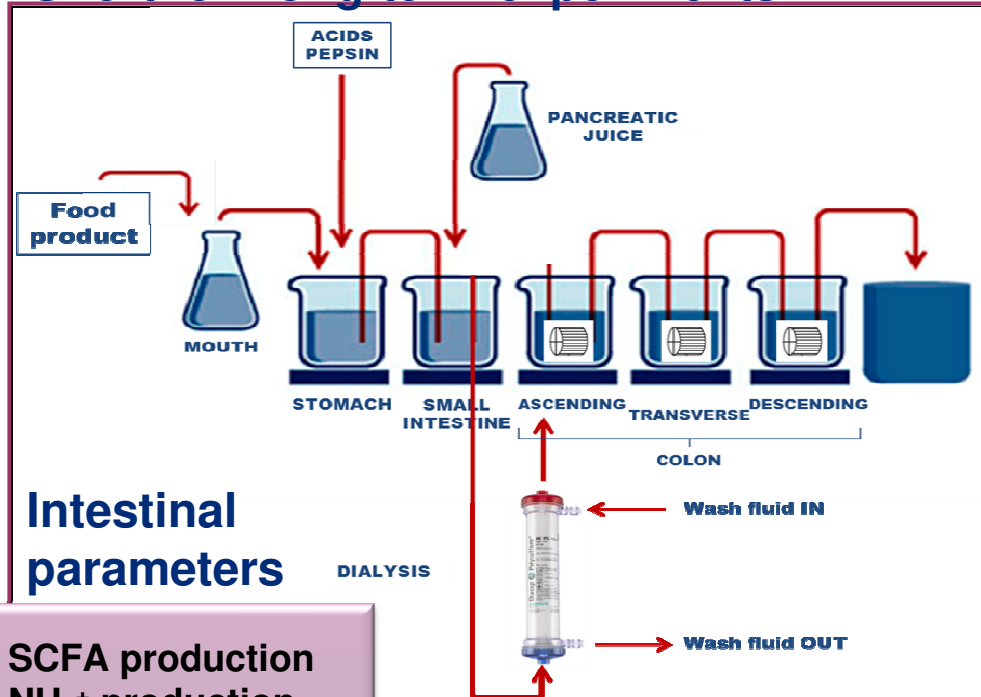 ACIDS
PEPSIN
PANCREATIC
JUICE
Food
product
MOUTH
STOMACH
SMALL
INTESTINE
ASCENDING
TRANSVERSE
DESCENDING
COLON
Intestinal
parameters
DIALYSIS
Wash fluid IN
Wash fluid OUT
SCFA production